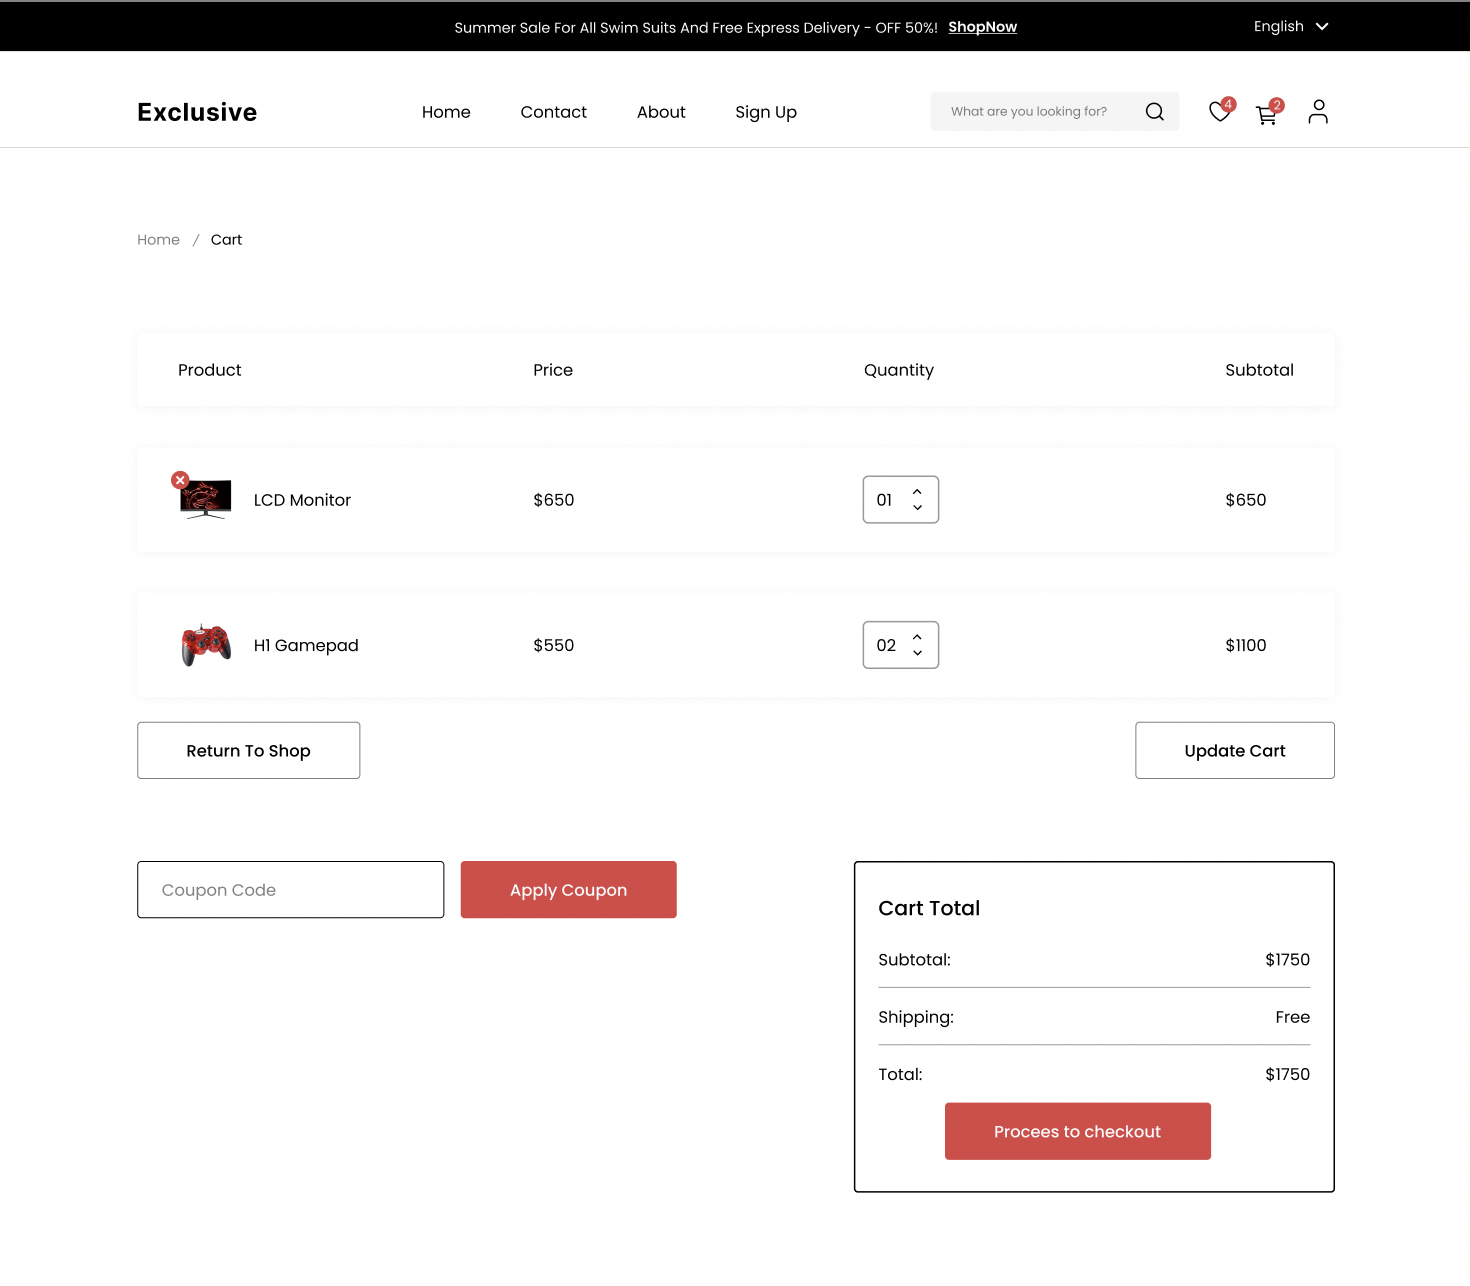 Summer Sale For All Swim Suits And Free Express Delivery - OFF 50%! ShopNow English
Exclusive Home Contact About Sign Up What are you looking for? 4 2
Home / Cart
Product Price Quantity Subtotal
LCD Monitor $650 01 $650
H1 Gamepad $550 02 $1100
Return To Shop Update Cart
Coupon Code Apply Coupon
Cart Total
Subtotal: $1750
Shipping: Free
Total: $1750
Procees to checkout